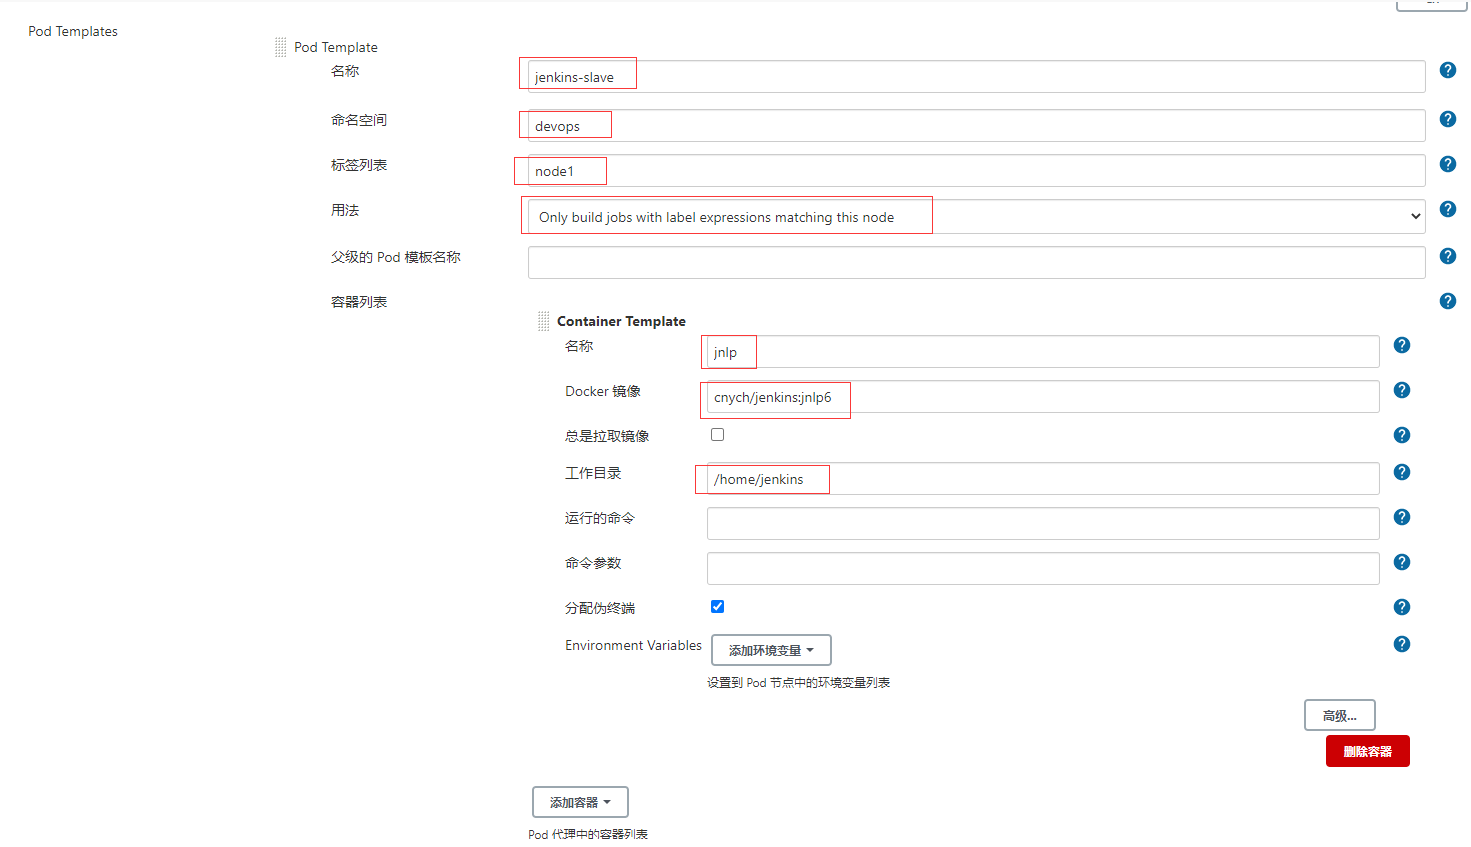 Pod Templates
Pod Template
名称
jenkins-slave
命名空间
devops
标签列表
node1
用法
Only build jobs with label expressions matching this node
父级的 Pod 模板名称
容器列表
Container Template
名称
jnlp
Docker 镜像
cnych/jenkins:jnlp6
总是拉取镜像
工作目录
/home/jenkins
运行的命令
命令参数
分配伪终端
Environment Variables
添加环境变量
设置到 Pod 节点中的环境变量列表
高级...
删除容器
添加容器
Pod 代理中的容器列表